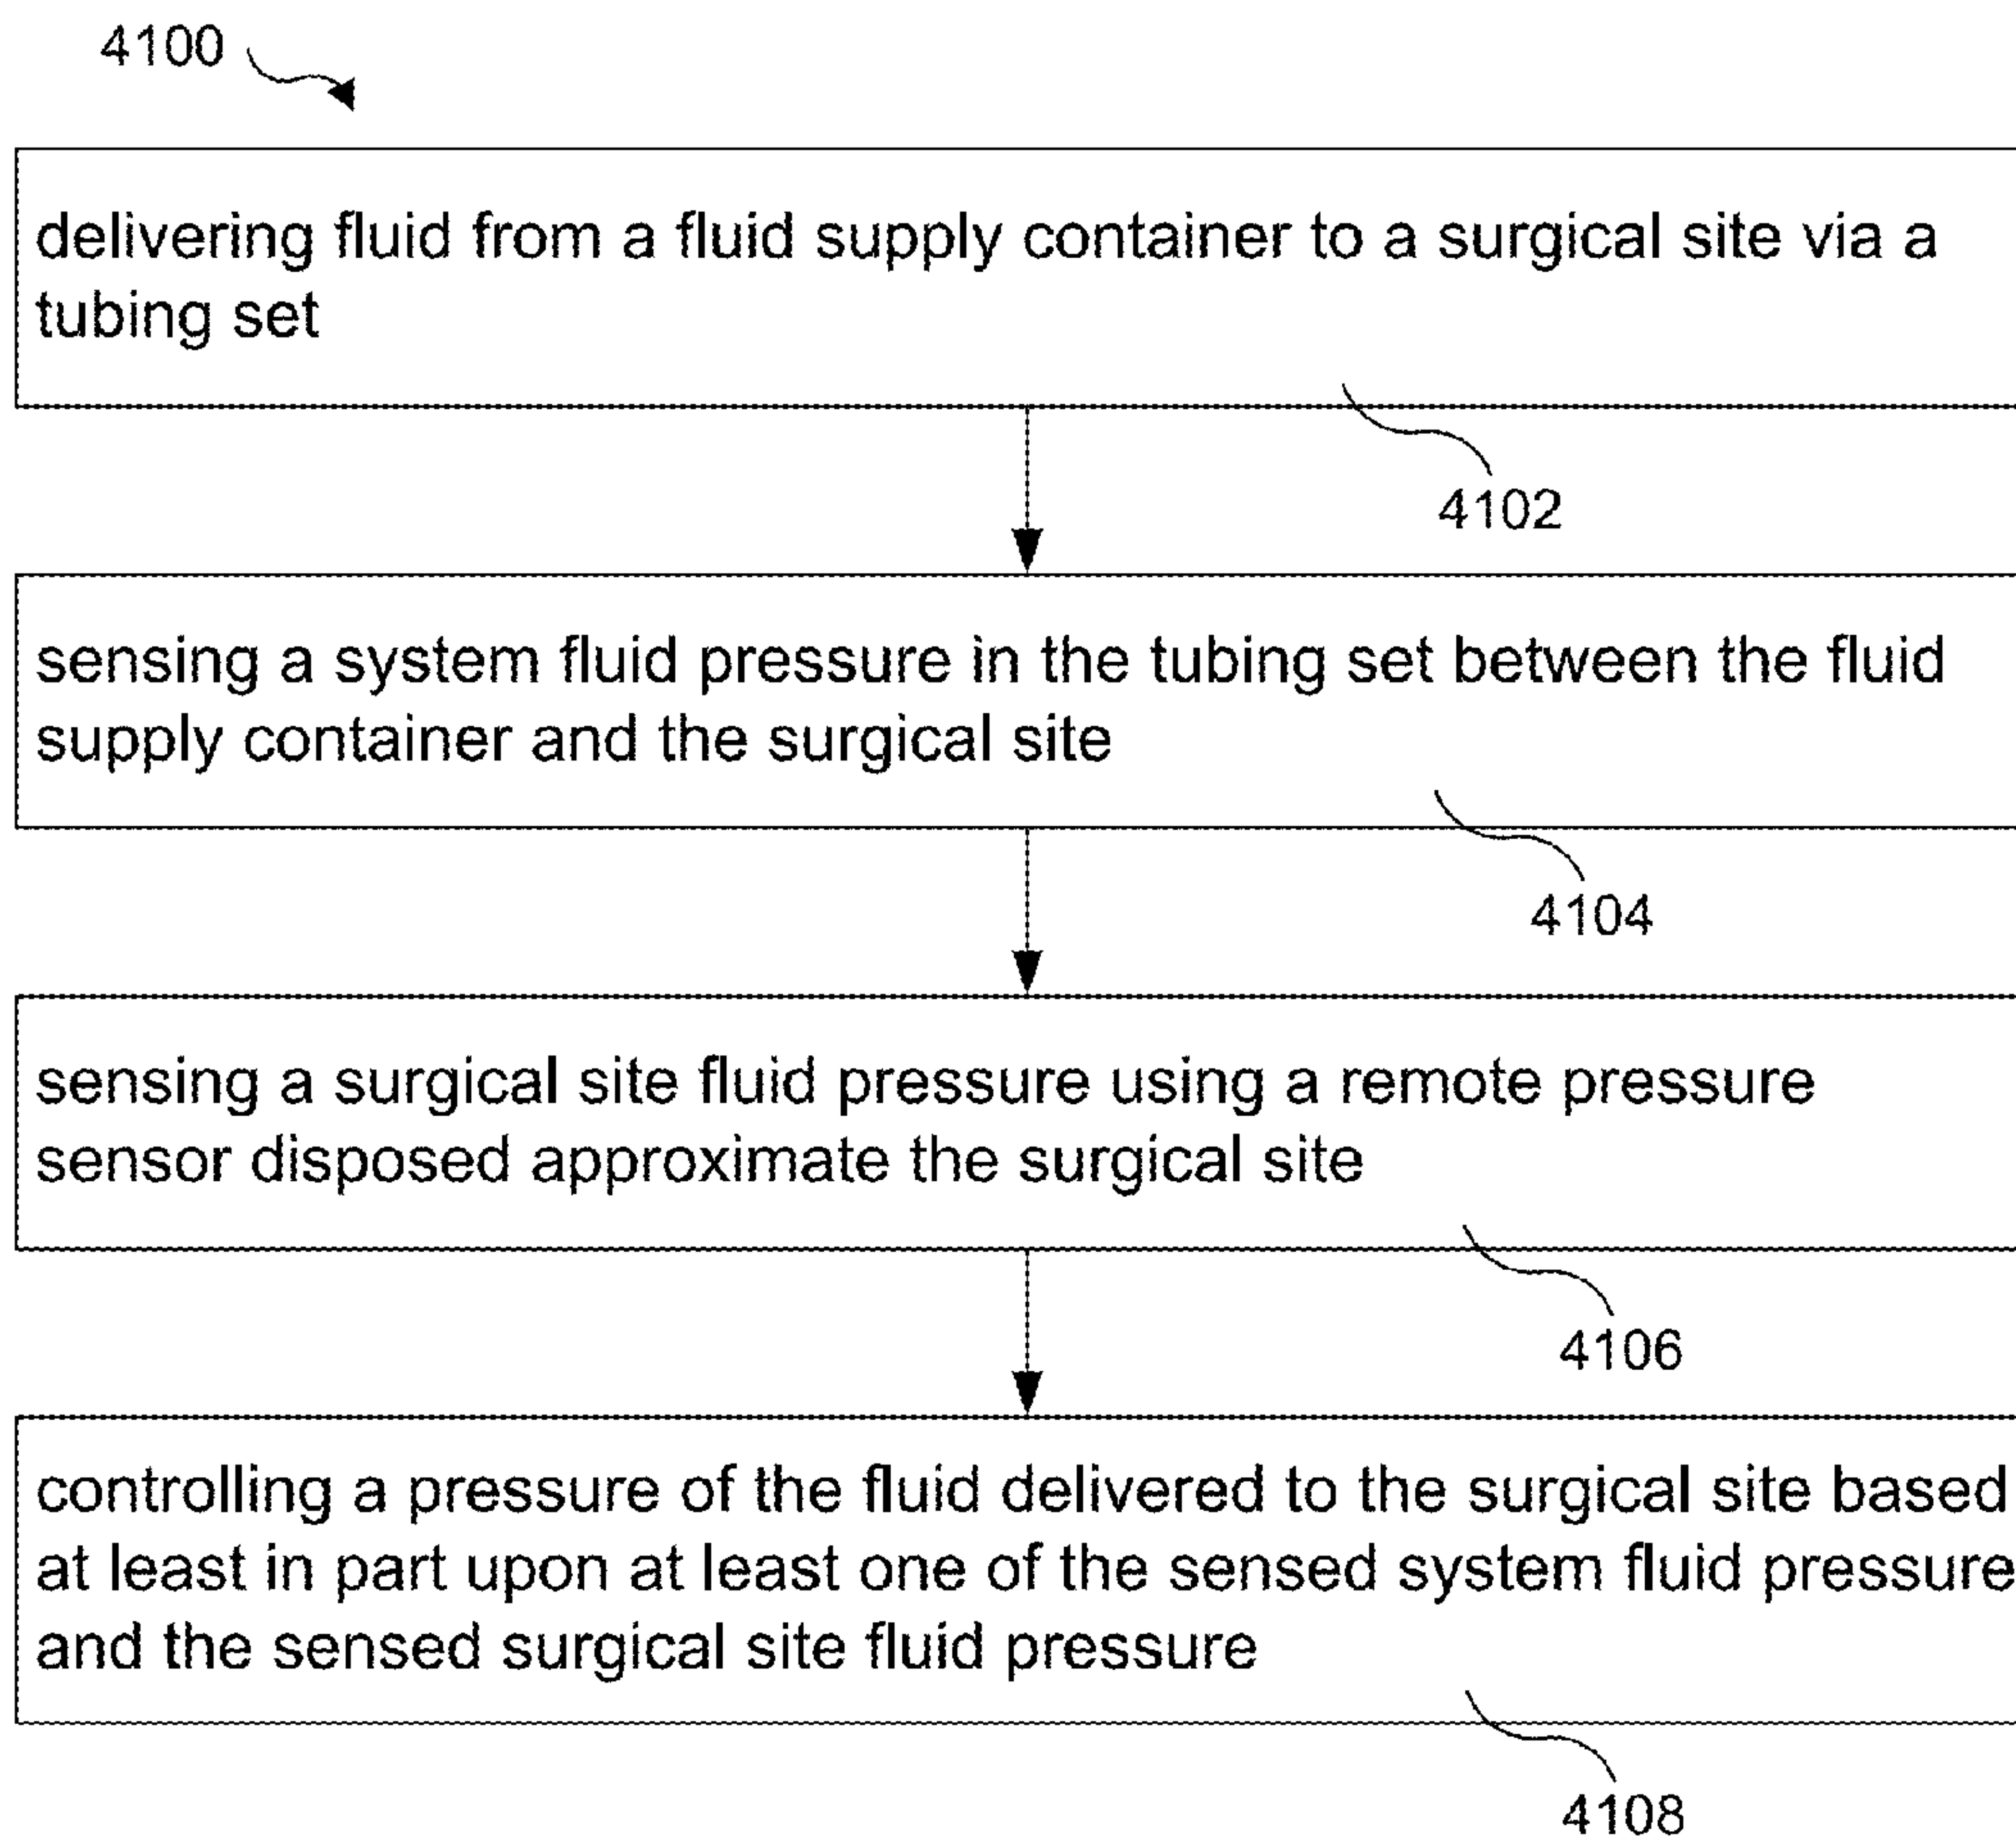 4100
delivering fluid from a fluid supply container to a surgical site via a
tubing set
4102
sensing a system fluid pressure in the tubing set between the fluid
supply container and the surgical site
4104
sensing a surgical site fluid pressure using a remote pressure
sensor disposed approximate the surgical site
4106
controlling a pressure of the fluid delivered to the surgical site based
at least in part upon at least one of the sensed system fluid pressure
and the sensed surgical site fluid pressure
4108